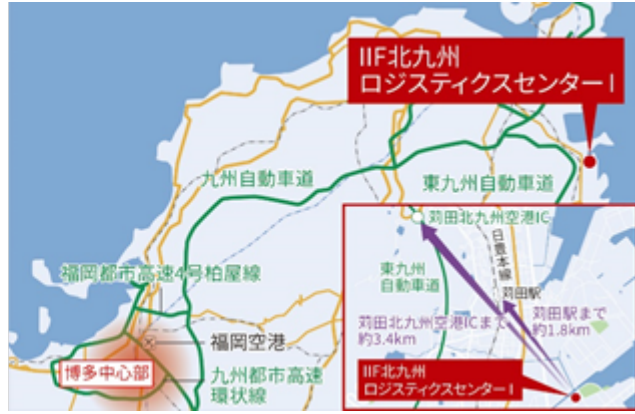 IIF北九州
ロジスティクスセンターI
九州自動車道
東九州自動車道
福岡都市高速4号粕屋線
福岡空港
博多中心部
九州都市高速
環状線
苅田北九州空港IC
日豊本線
東九州
自動車道
苅田駅
苅田北九州空港ICまで
約3.4km
苅田駅まで
約1.8km
IIF北九州
ロジスティクスセンターI